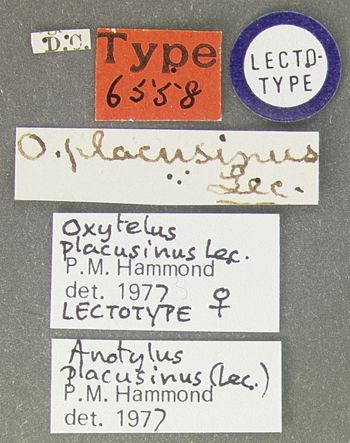 D.C.
Type
6558
LECTO-
TYPE
O. placusinus
Lec.
Oxytelus
placusinus Lec.
P.M. Hammond
det. 1977 ♀
LECTOTYPE
Anotylus
placusinus (Lec.)
P.M. Hammond
det. 1977